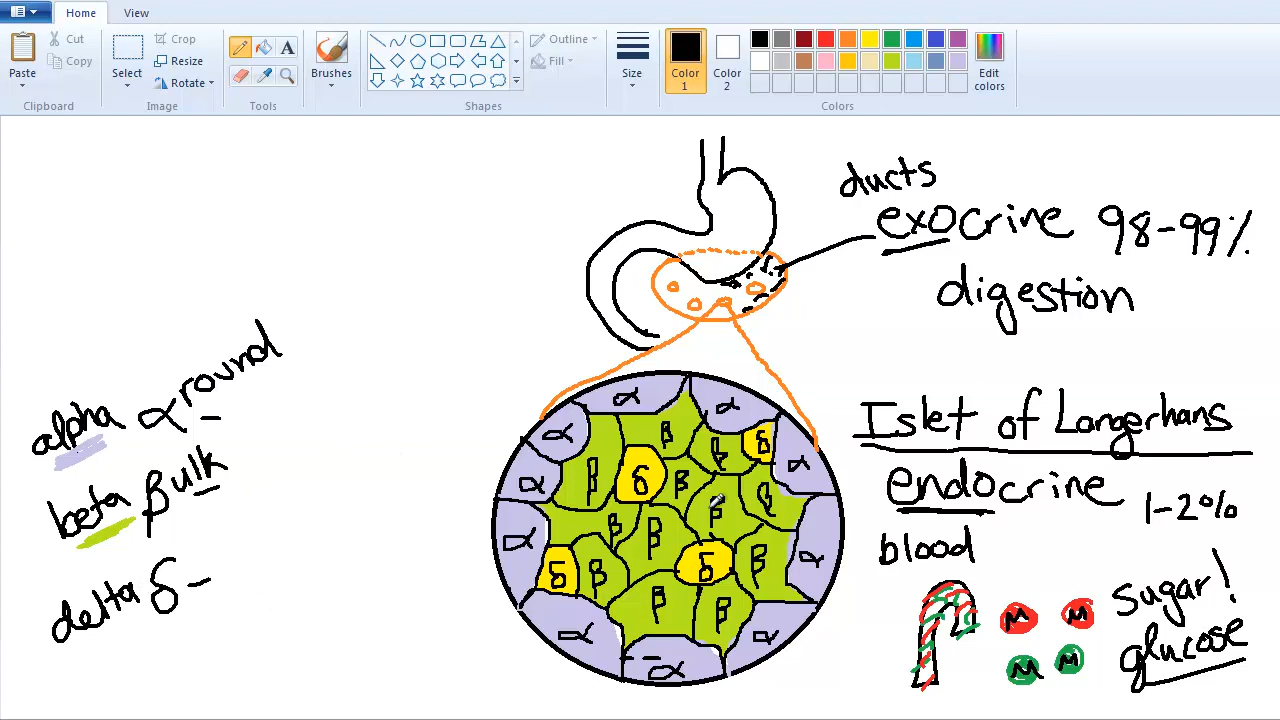 Home
View
Paste
Cut
Copy
Clipboard
Select
Crop
Resize
Rotate
Image
A
Tools
Brushes
Shapes
Outline
Fill
Size
Color 1
Color 2
Edit colors
Colors
ducts
exocrine 98-99%
digestion
alpha αround
beta βulk
delta δ -
α
α
α
α
β
β
δ
α
α
β
δ
β
β
α
β
β
β
α
δ
β
δ
β
β
β
α
α
α
Islet of Langerhans
endocrine 1-2%
blood
M M
M M
sugar!
glucose